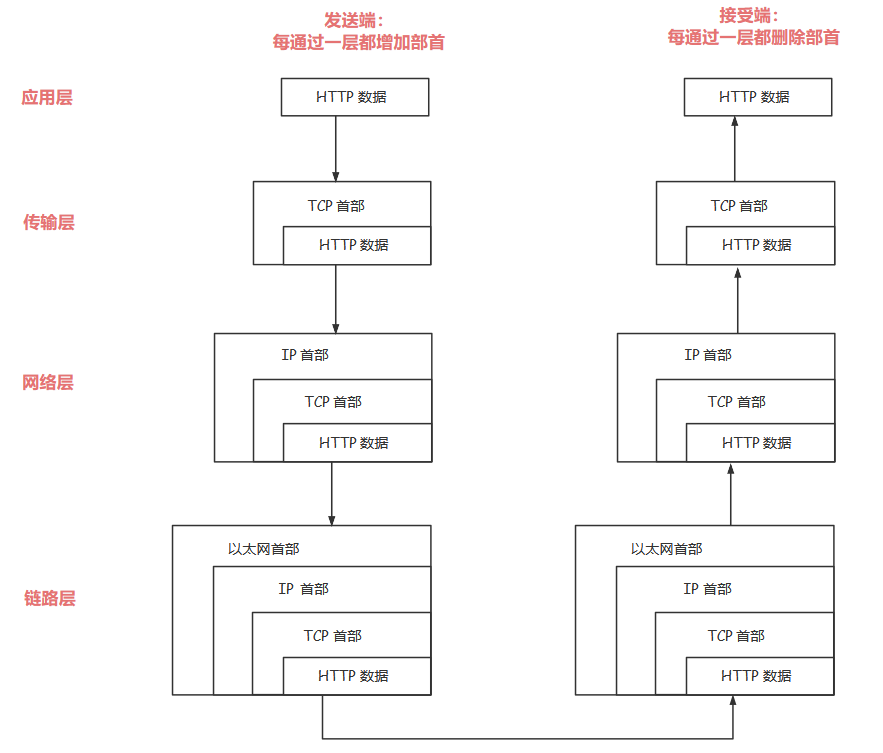 发送端：
每通过一层都增加部首
接受端：
每通过一层都删除部首
应用层
HTTP 数据
HTTP 数据
传输层
TCP 首部
HTTP 数据
TCP 首部
HTTP 数据
网络层
IP 首部
TCP 首部
HTTP 数据
IP 首部
TCP 首部
HTTP 数据
链路层
以太网首部
IP 首部
TCP 首部
HTTP 数据
以太网首部
IP 首部
TCP 首部
HTTP 数据